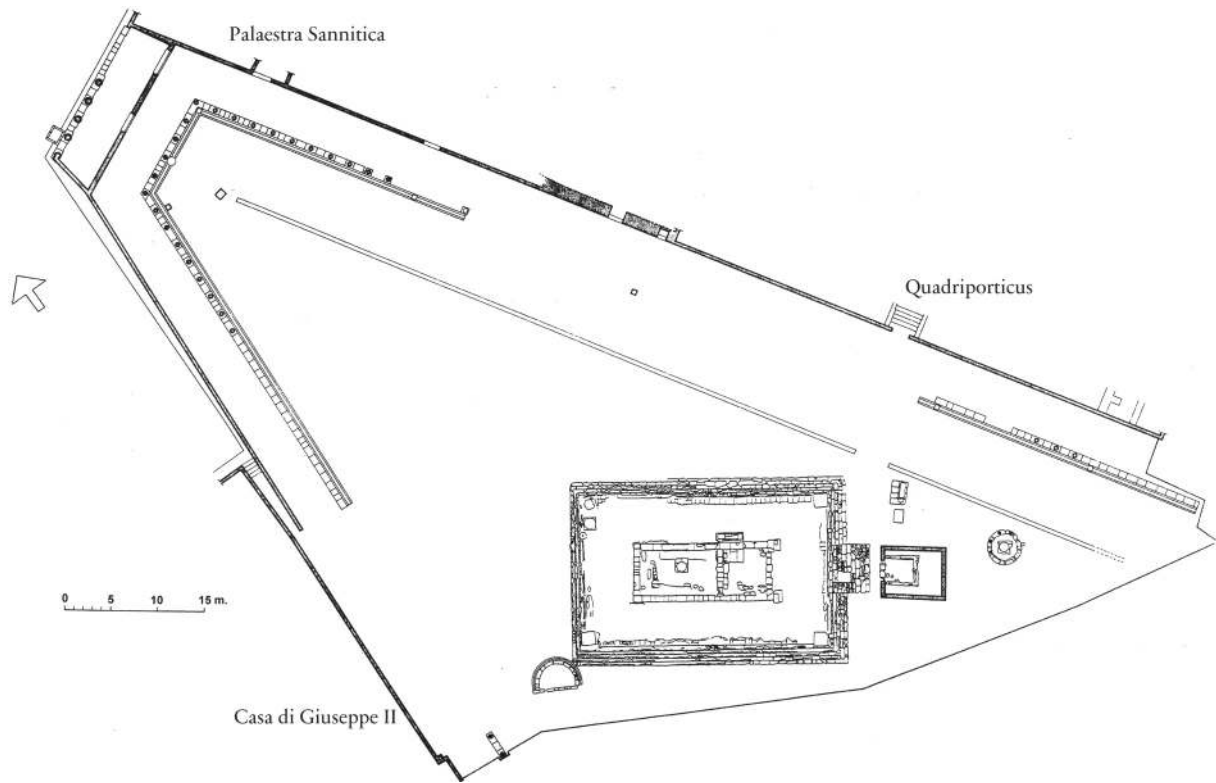 Palaestra Sannitica
Quadriporticus
0 5 10 15 m.
Casa di Giuseppe II